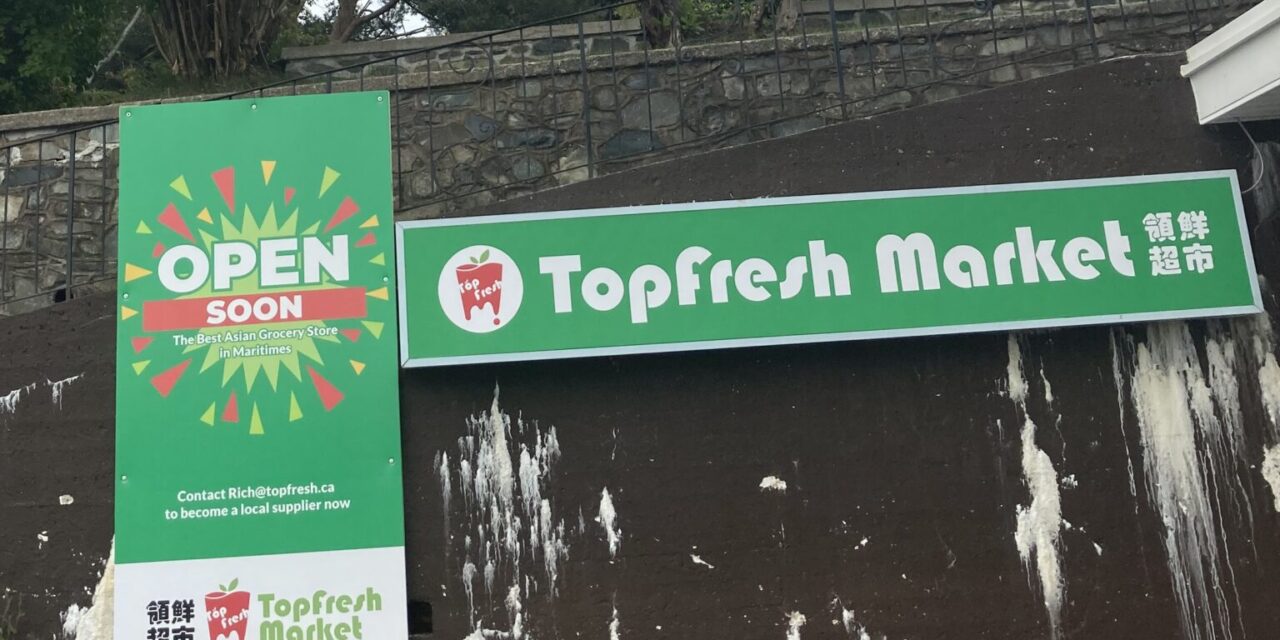 OPEN
SOON
The Best Asian Grocery Store
in Maritimes
Contact Rich@topfresh.ca
to become a local supplier now
領鮮
超市
Top
Fresh
TopFresh
Market
Top
Fresh
TopFresh Market
領鮮
超市